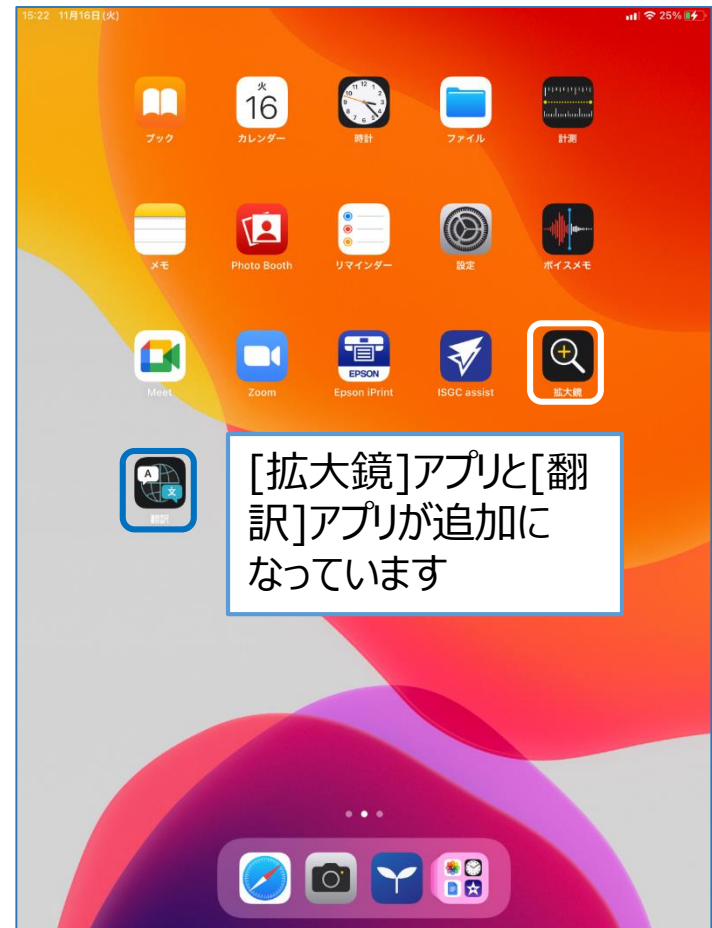 15:22 11月16日(火)
25%
火
16
12
ブック
カレンダー
時計
ファイル
計測
メモ
Photo Booth
リマインダー
設定
ボイスメモ
EPSON
Meet
Zoom
Epson iPrint
ISGC assist
拡大鏡
A
文
翻訳
[拡大鏡]アプリと[翻
訳]アプリが追加に
なっています